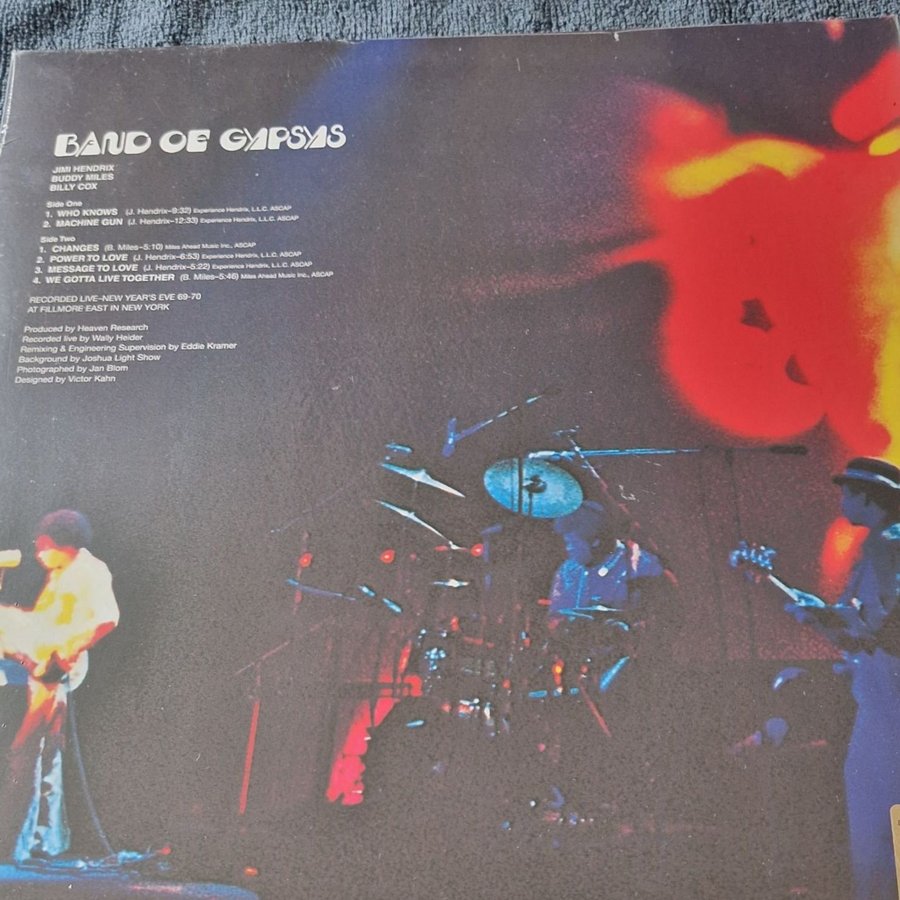 BAND OF GYPSYS
JIMI HENDRIX
BUDDY MILES
BILLY COX
Side One
1. WHO KNOWS (J. Hendrix–9:32) Experience Hendrix, L.L.C. ASCAP
2. MACHINE GUN (J. Hendrix–12:33) Experience Hendrix, L.L.C. ASCAP
Side Two
1. CHANGES (B. Miles–5:10) Miles Ahead Music Inc., ASCAP
2. POWER TO LOVE (J. Hendrix–6:53) Experience Hendrix, L.L.C. ASCAP
3. MESSAGE TO LOVE (J. Hendrix–5:22) Experience Hendrix, L.L.C. ASCAP
4. WE GOTTA LIVE TOGETHER (B. Miles–5:46) Miles Ahead Music Inc., ASCAP
RECORDED LIVE–NEW YEAR'S EVE 69-70
AT FILLMORE EAST IN NEW YORK
Produced by Heaven Research
Recorded live by Wally Heider
Remixing & Engineering Supervision by Eddie Kramer
Background by Joshua Light Show
Photographed by Jan Blom
Designed by Victor Kahn